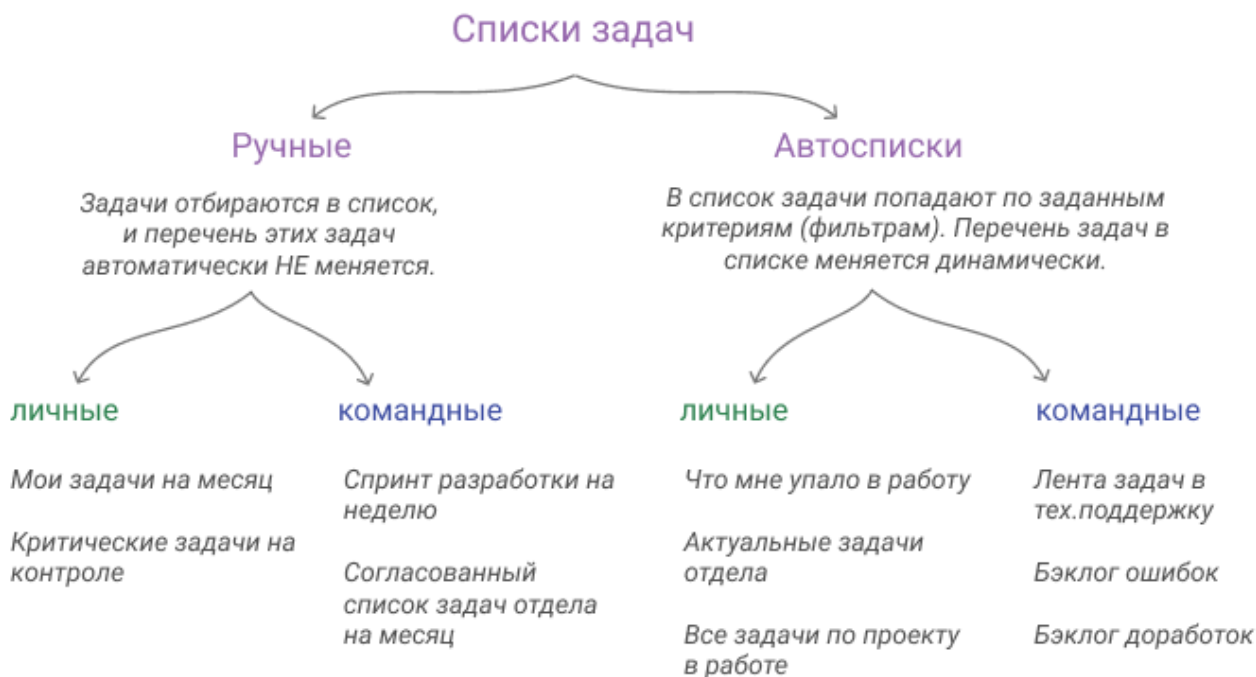 Списки задач
Ручные
Задачи отбираются в список,
и перечень этих задач
автоматически НЕ меняется.
Автосписки
В список задачи попадают по заданным
критериям (фильтрам). Перечень задач в
списке меняется динамически.
личные
Мои задачи на месяц
Критические задачи на
контроле
командные
Спринт разработки на
неделю
Согласованный
список задач отдела
на месяц
личные
Что мне упало в работу
Актуальные задачи
отдела
Все задачи по проекту
в работе
командные
Лента задач в
тех.поддержку
Бэклог ошибок
Бэклог доработок